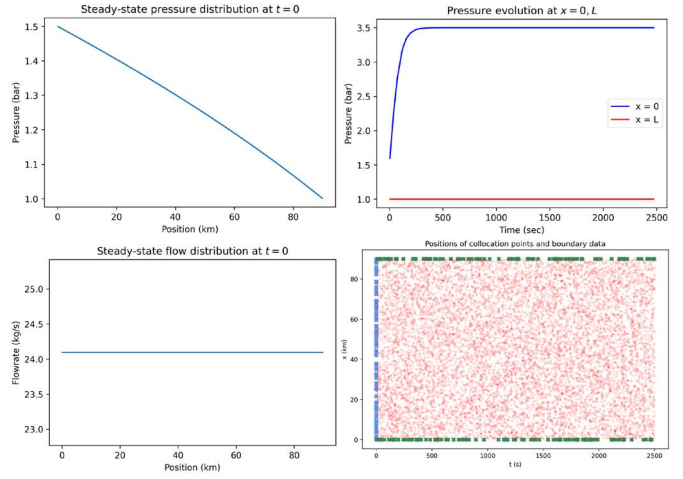 Steady-state pressure distribution at t = 0
Pressure (bar)
1.5
1.4
1.3
1.2
1.1
1.0
0 20 40 60 80
Position (km)
Pressure evolution at x = 0, L
Pressure (bar)
3.5
3.0
2.5
2.0
1.5
1.0
x = 0
x = L
0 500 1000 1500 2000 2500
Time (sec)
Steady-state flow distribution at t = 0
Flowrate (kg/s)
25.0
24.5
24.0
23.5
23.0
0 20 40 60 80
Position (km)
Positions of collocation points and boundary data
x (km)
80
60
40
20
0
0 500 1000 1500 2000 2500
t (s)